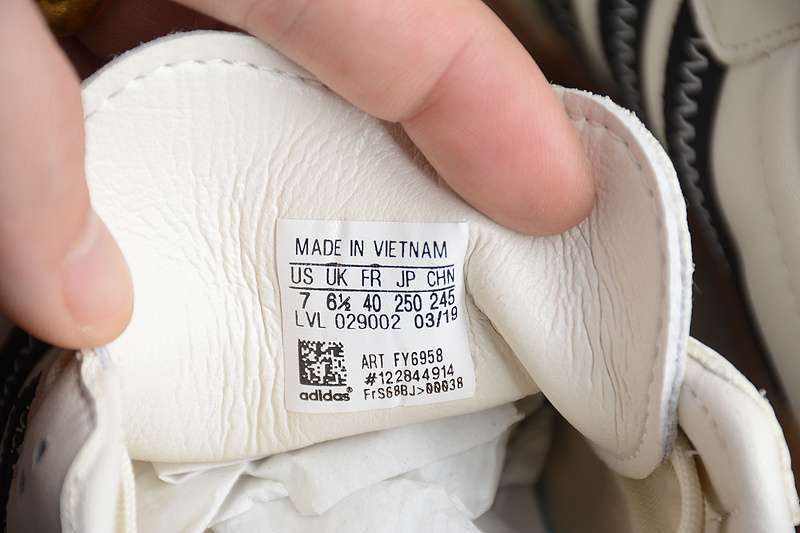 MADE IN VIETNAM
US UK FR JP CHN
7 6½ 40 250 245
LVL 029002 03/19
ART FY6958
#122844914
adidas® FrS68BJ>00038